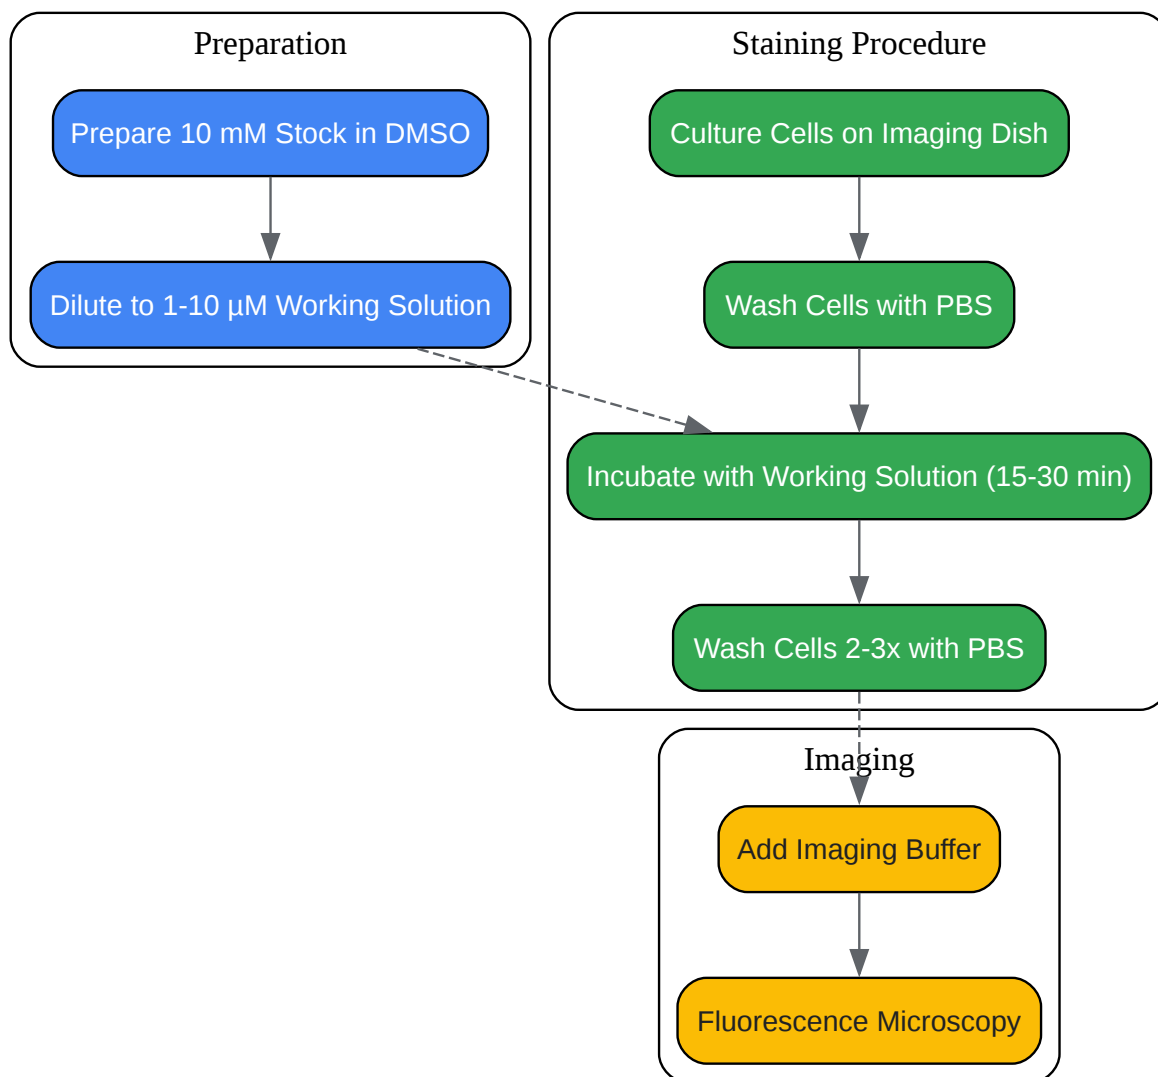 Preparation
Prepare 10 mM Stock in DMSO
Dilute to 1-10 µM Working Solution
Staining Procedure
Culture Cells on Imaging Dish
Wash Cells with PBS
Incubate with Working Solution (15-30 min)
Wash Cells 2-3x with PBS
Imaging
Add Imaging Buffer
Fluorescence Microscopy